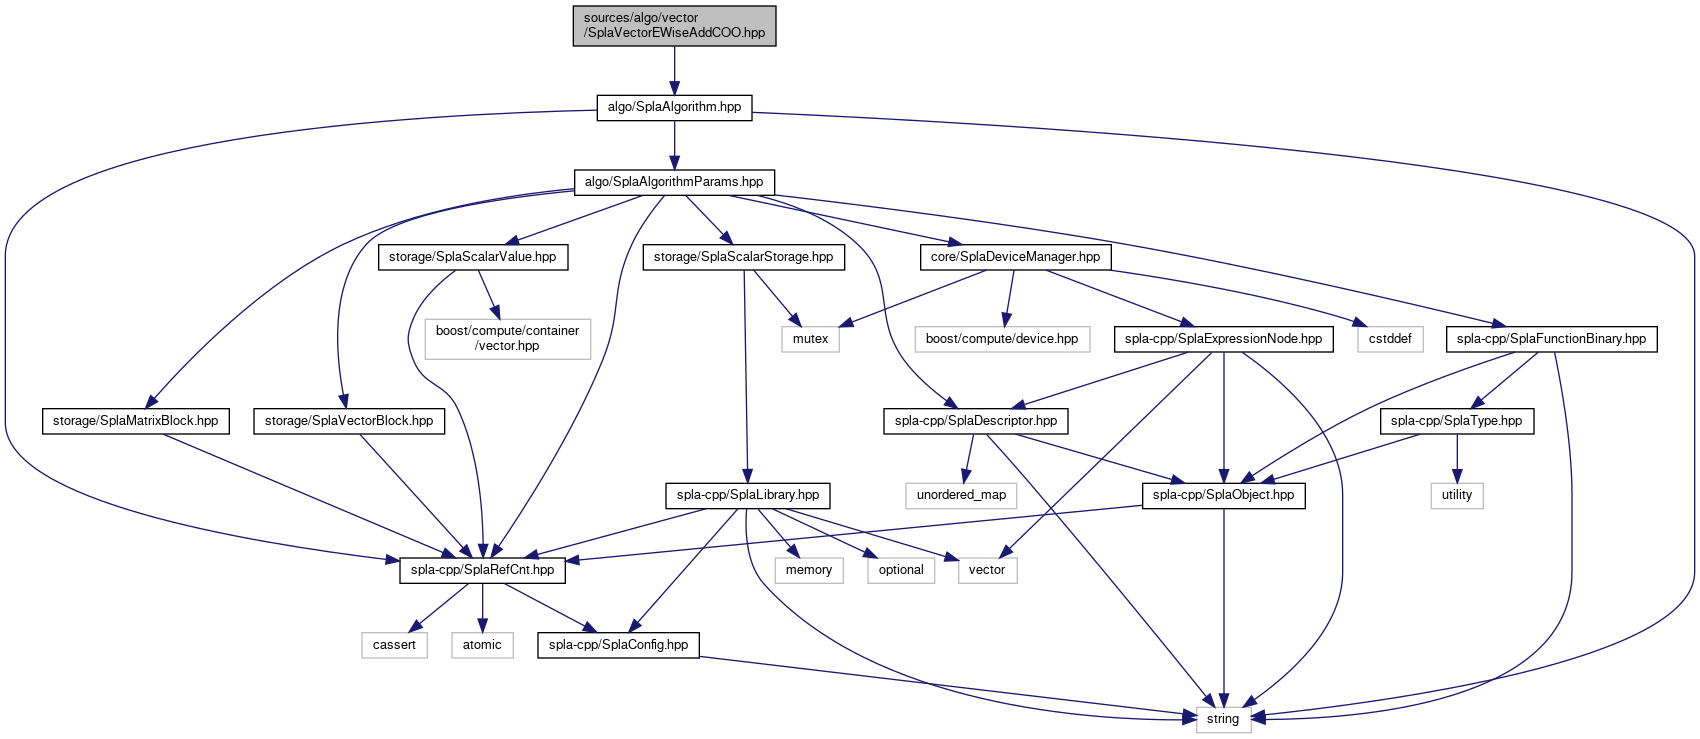 sources/algo/vector
/SplaVectorEWiseAddCOO.hpp
algo/SplaAlgorithm.hpp
algo/SplaAlgorithmParams.hpp
storage/SplaScalarValue.hpp
storage/SplaScalarStorage.hpp
core/SplaDeviceManager.hpp
boost/compute/container
/vector.hpp
mutex
boost/compute/device.hpp
spla-cpp/SplaExpressionNode.hpp
cstddef
spla-cpp/SplaFunctionBinary.hpp
storage/SplaMatrixBlock.hpp
storage/SplaVectorBlock.hpp
spla-cpp/SplaDescriptor.hpp
spla-cpp/SplaType.hpp
spla-cpp/SplaLibrary.hpp
unordered_map
spla-cpp/SplaObject.hpp
utility
spla-cpp/SplaRefCnt.hpp
memory
optional
vector
cassert
atomic
spla-cpp/SplaConfig.hpp
string